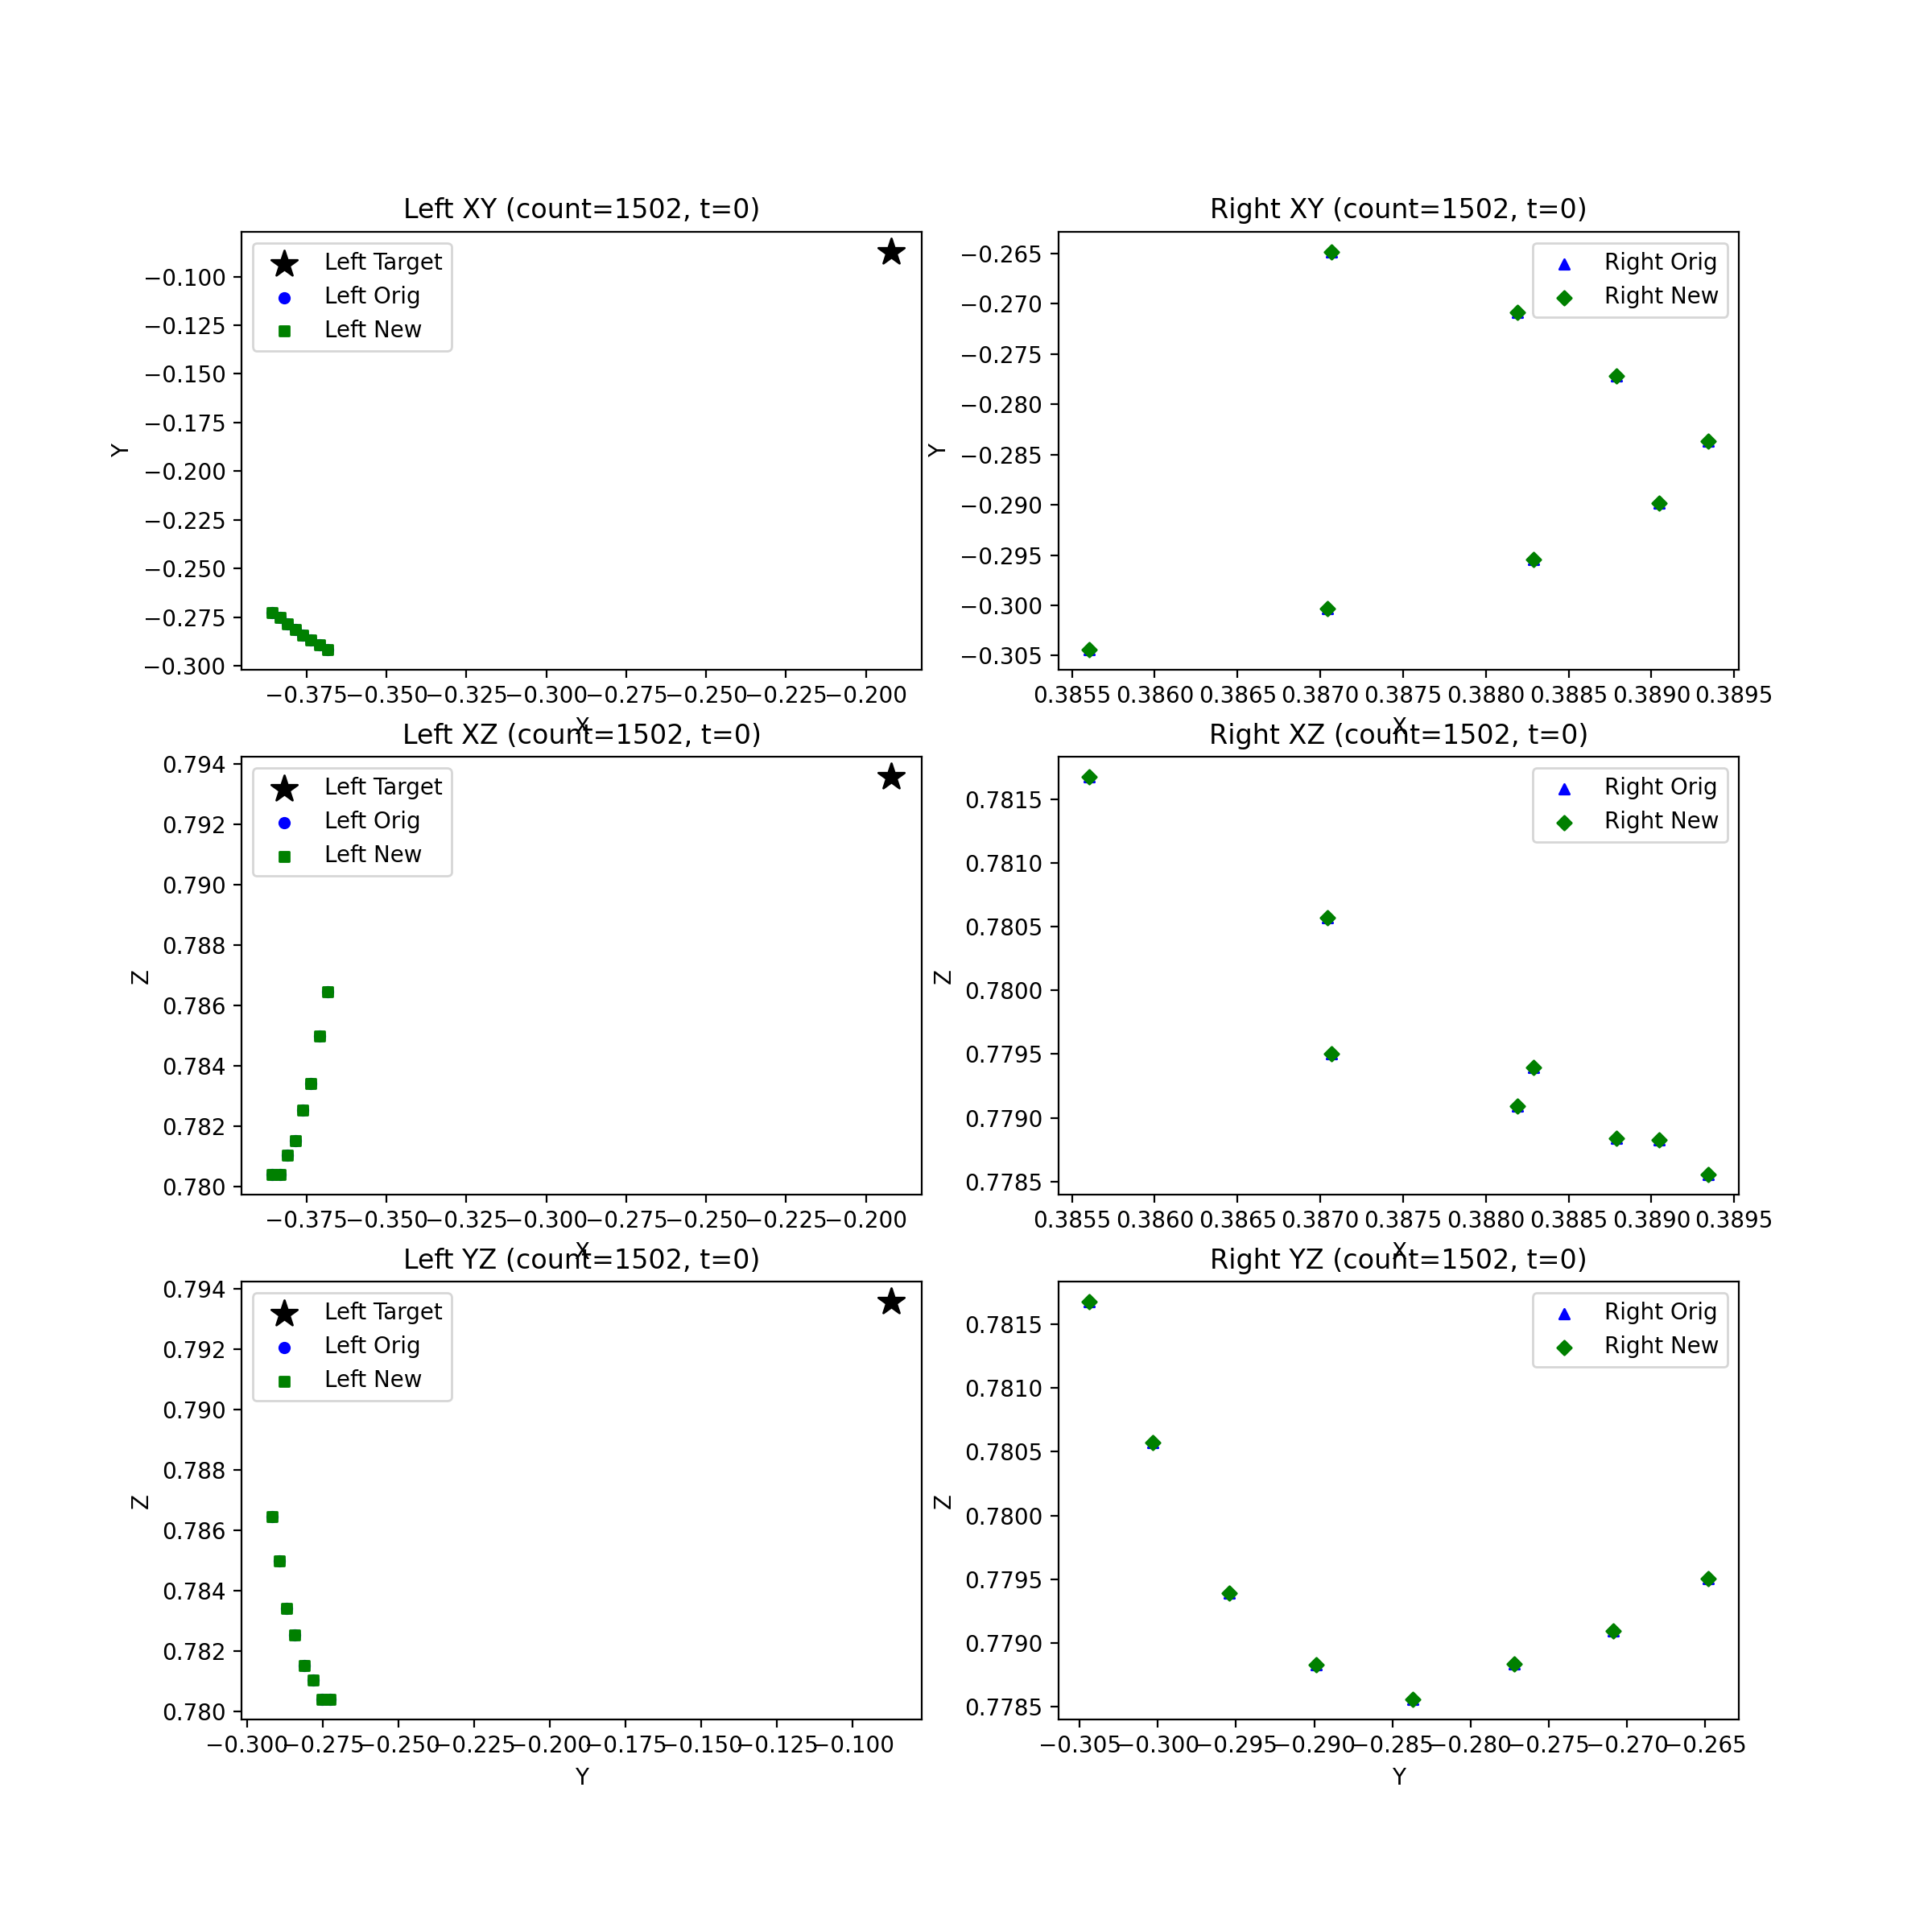 Left XY (count=1502, t=0)
Left Target
Left Orig
Left New
−0.100
−0.125
−0.150
−0.175
−0.200
−0.225
−0.250
−0.275
−0.300
Y
−0.375 −0.350 −0.325 −0.300 −0.275 −0.250 −0.225 −0.200
X
Right XY (count=1502, t=0)
Right Orig
Right New
−0.265
−0.270
−0.275
−0.280
−0.285
−0.290
−0.295
−0.300
−0.305
Y
0.3855 0.3860 0.3865 0.3870 0.3875 0.3880 0.3885 0.3890 0.3895
X
Left XZ (count=1502, t=0)
Left Target
Left Orig
Left New
0.794
0.792
0.790
0.788
0.786
0.784
0.782
0.780
Z
−0.375 −0.350 −0.325 −0.300 −0.275 −0.250 −0.225 −0.200
X
Right XZ (count=1502, t=0)
Right Orig
Right New
0.7815
0.7810
0.7805
0.7800
0.7795
0.7790
0.7785
Z
0.3855 0.3860 0.3865 0.3870 0.3875 0.3880 0.3885 0.3890 0.3895
X
Left YZ (count=1502, t=0)
Left Target
Left Orig
Left New
0.794
0.792
0.790
0.788
0.786
0.784
0.782
0.780
Z
−0.300 −0.275 −0.250 −0.225 −0.200 −0.175 −0.150 −0.125 −0.100
Y
Right YZ (count=1502, t=0)
Right Orig
Right New
0.7815
0.7810
0.7805
0.7800
0.7795
0.7790
0.7785
Z
−0.305 −0.300 −0.295 −0.290 −0.285 −0.280 −0.275 −0.270 −0.265
Y